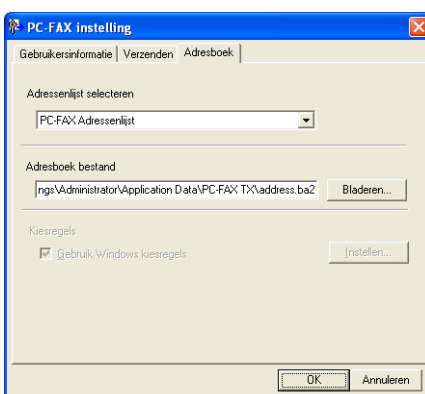 PC-FAX instelling
Gebruikersinformatie Verzenden Adresboek
Adressenlijst selecteren
PC-FAX Adressenlijst
Adresboek bestand
ngs\Administrator\Application Data\PC-FAX TX\address.ba2 Bladeren...
Kiesregels
Gebruik Windows kiesregels Instellen...
OK Annuleren